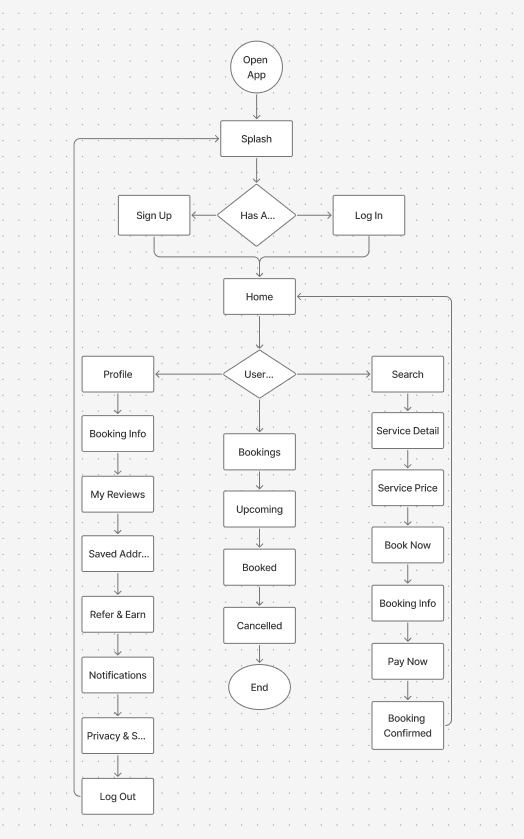 Open
App
Splash
Sign Up
Has A...
Log In
Home
Profile
User...
Search
Booking Info
Bookings
Service Detail
My Reviews
Upcoming
Service Price
Saved Addr...
Booked
Book Now
Refer & Earn
Cancelled
Booking Info
Notifications
End
Pay Now
Privacy & S...
Booking
Confirmed
Log Out